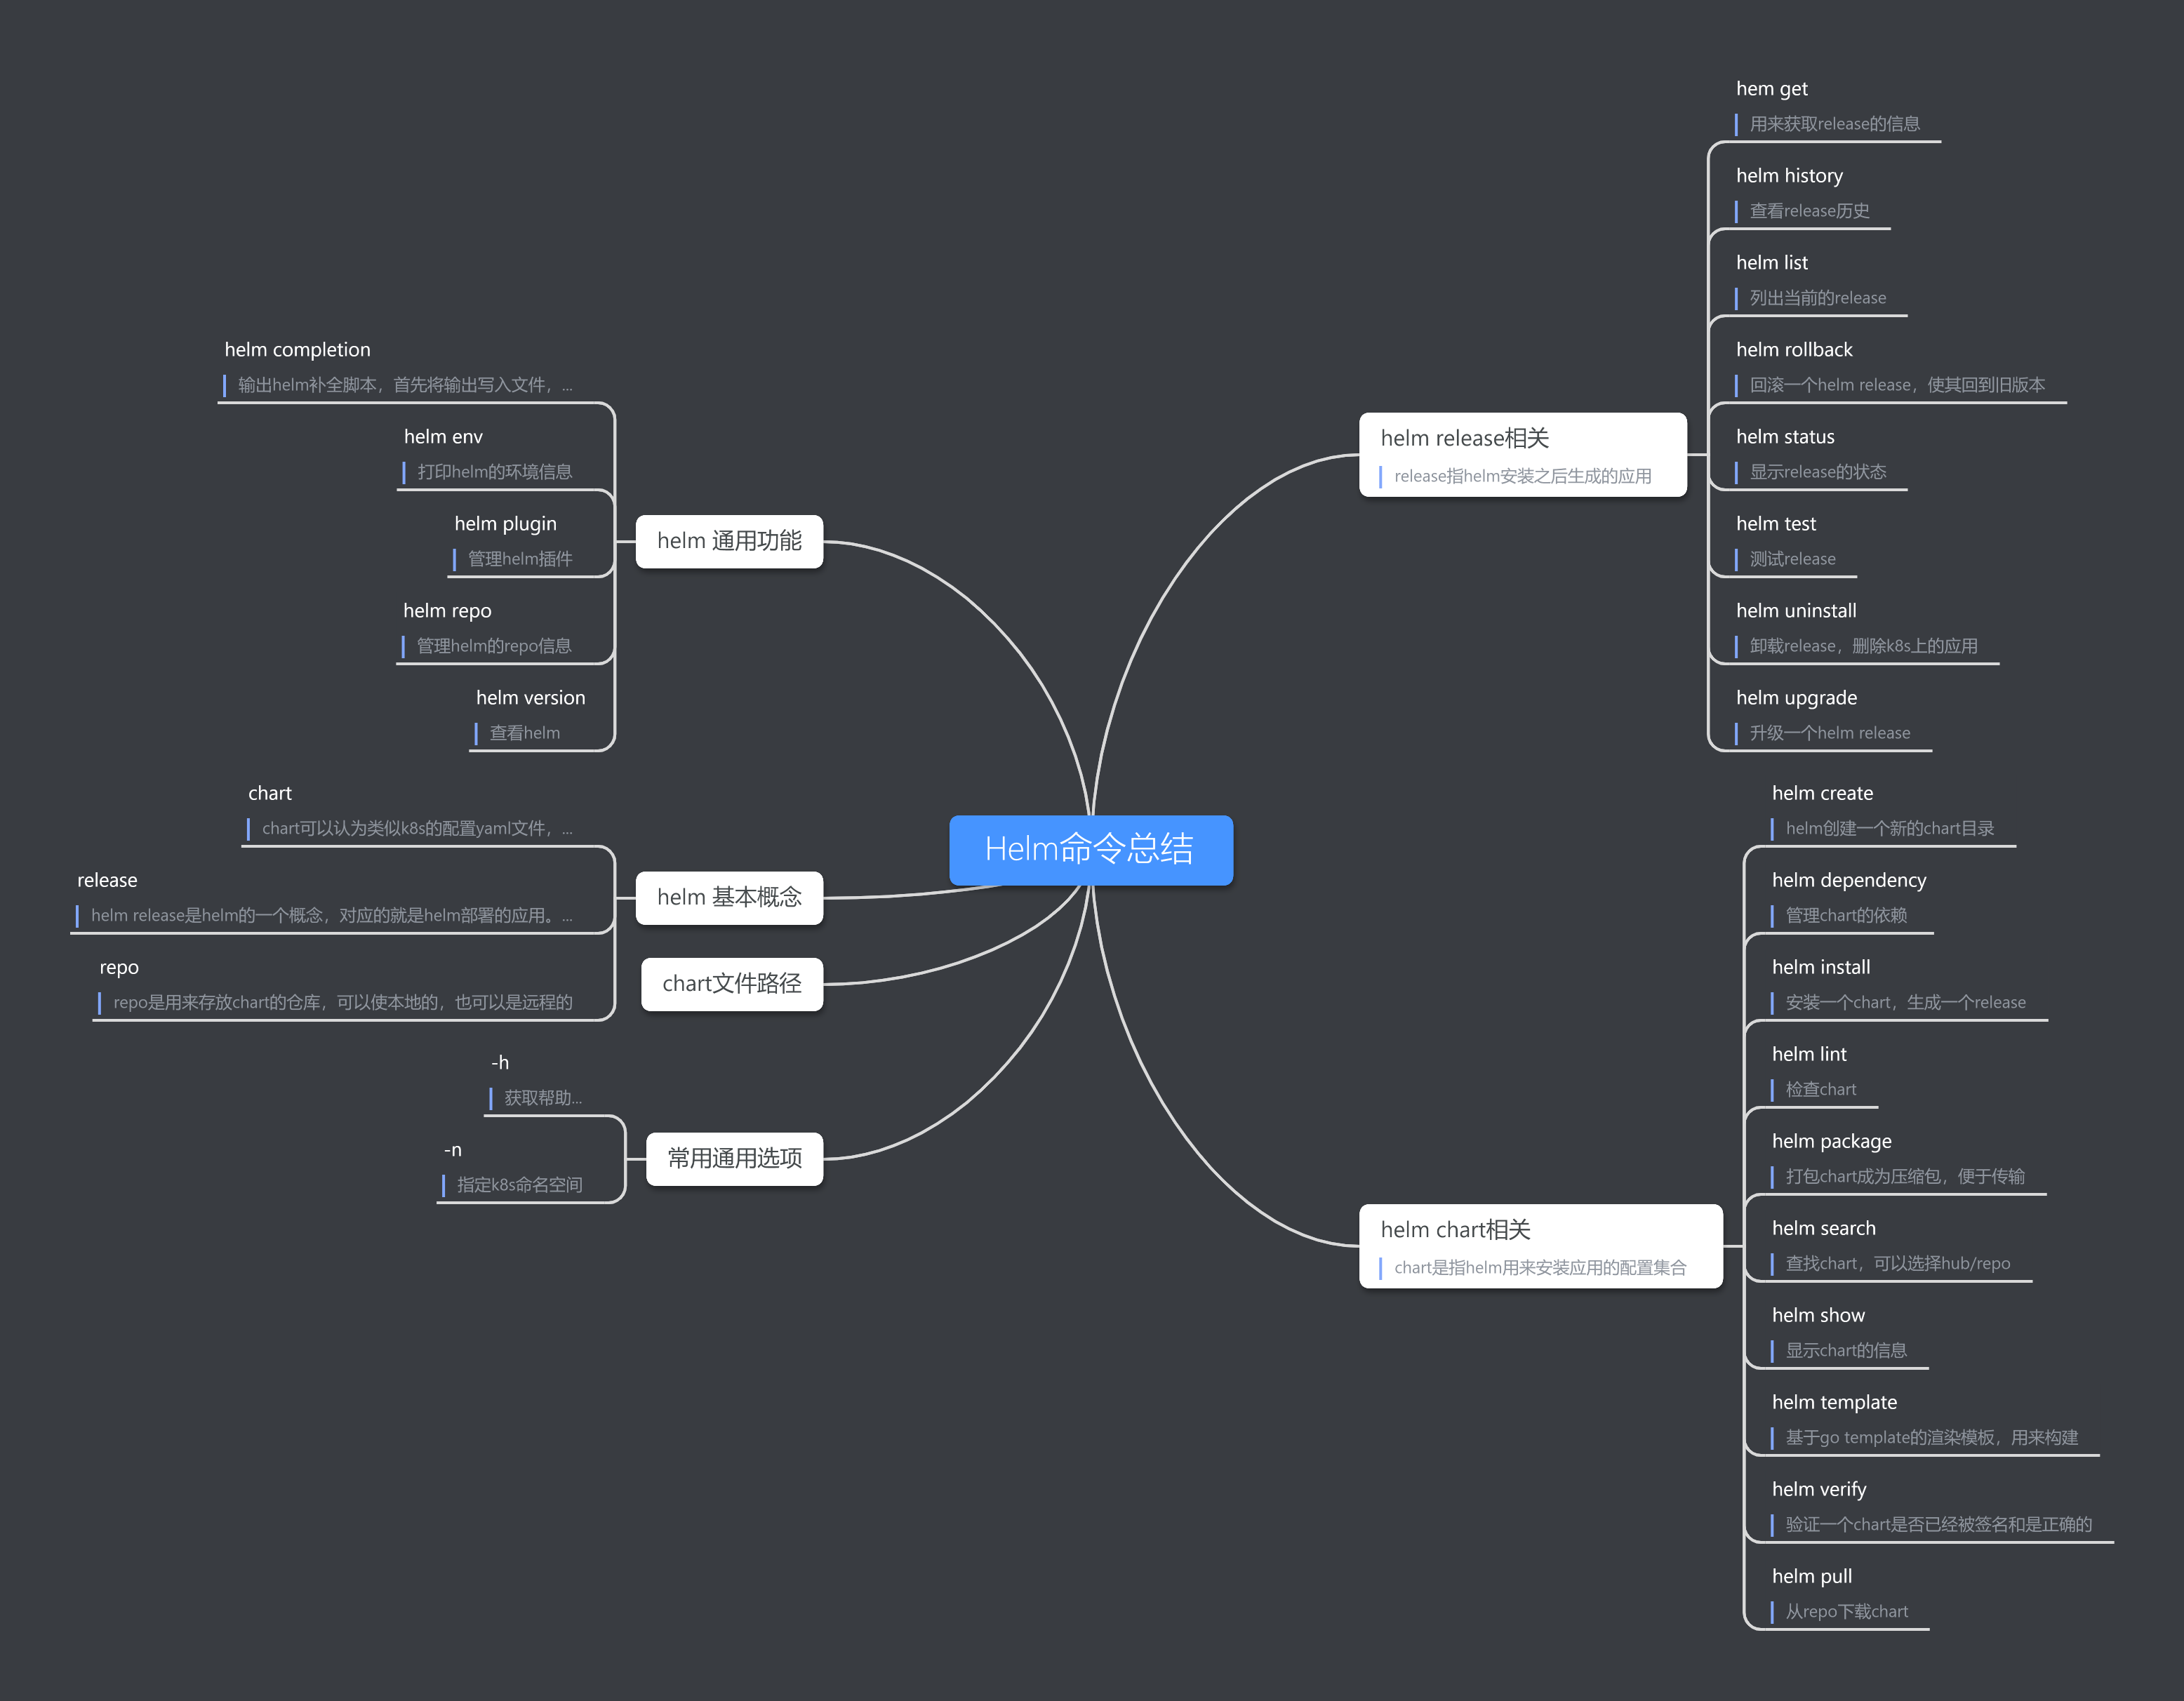 Helm命令总结
helm release相关
release指helm安装之后生成的应用
hem get
用来获取release的信息
helm history
查看release历史
helm list
列出当前的release
helm rollback
回滚一个helm release，使其回到旧版本
helm status
显示release的状态
helm test
测试release
helm uninstall
卸载release，删除k8s上的应用
helm upgrade
升级一个helm release
helm chart相关
chart是指helm用来安装应用的配置集合
helm create
helm创建一个新的chart目录
helm dependency
管理chart的依赖
helm install
安装一个chart，生成一个release
helm lint
检查chart
helm package
打包chart成为压缩包，便于传输
helm search
查找chart，可以选择hub/repo
helm show
显示chart的信息
helm template
基于go template的渲染模板，用来构建
helm verify
验证一个chart是否已经被签名和是正确的
helm pull
从repo下载chart
helm 通用功能
helm completion
输出helm补全脚本，首先将输出写入文件，...
helm env
打印helm的环境信息
helm plugin
管理helm插件
helm repo
管理helm的repo信息
helm version
查看helm
helm 基本概念
chart
chart可以认为类似k8s的配置yaml文件，...
release
helm release是helm的一个概念，对应的就是helm部署的应用。...
repo
repo是用来存放chart的仓库，可以使本地的，也可以是远程的
chart文件路径
常用通用选项
-h
获取帮助...
-n
指定k8s命名空间